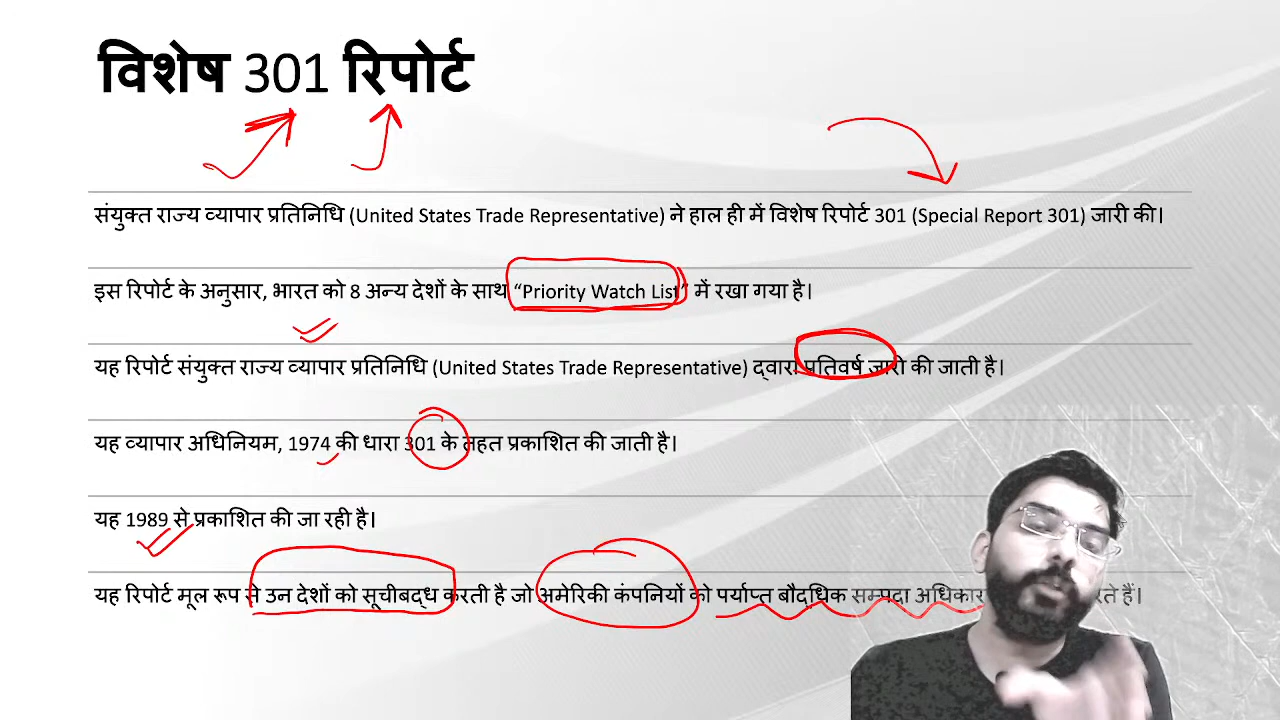 विशेष 301 रिपोर्ट
संयुक्त राज्य व्यापार प्रतिनिधि (United States Trade Representative) ने हाल ही में विशेष रिपोर्ट 301 (Special Report 301) जारी की।
इस रिपोर्ट के अनुसार, भारत को 8 अन्य देशों के साथ “Priority Watch List” में रखा गया है।
यह रिपोर्ट संयुक्त राज्य व्यापार प्रतिनिधि (United States Trade Representative) द्वारा प्रतिवर्ष जारी की जाती है।
यह व्यापार अधिनियम, 1974 की धारा 301 के तहत प्रकाशित की जाती है।
यह 1989 से प्रकाशित की जा रही है।
यह रिपोर्ट मूल रूप से उन देशों को सूचीबद्ध करती है जो अमेरिकी कंपनियों को पर्याप्त बौद्धिक सम्पदा अधिकार हैं।